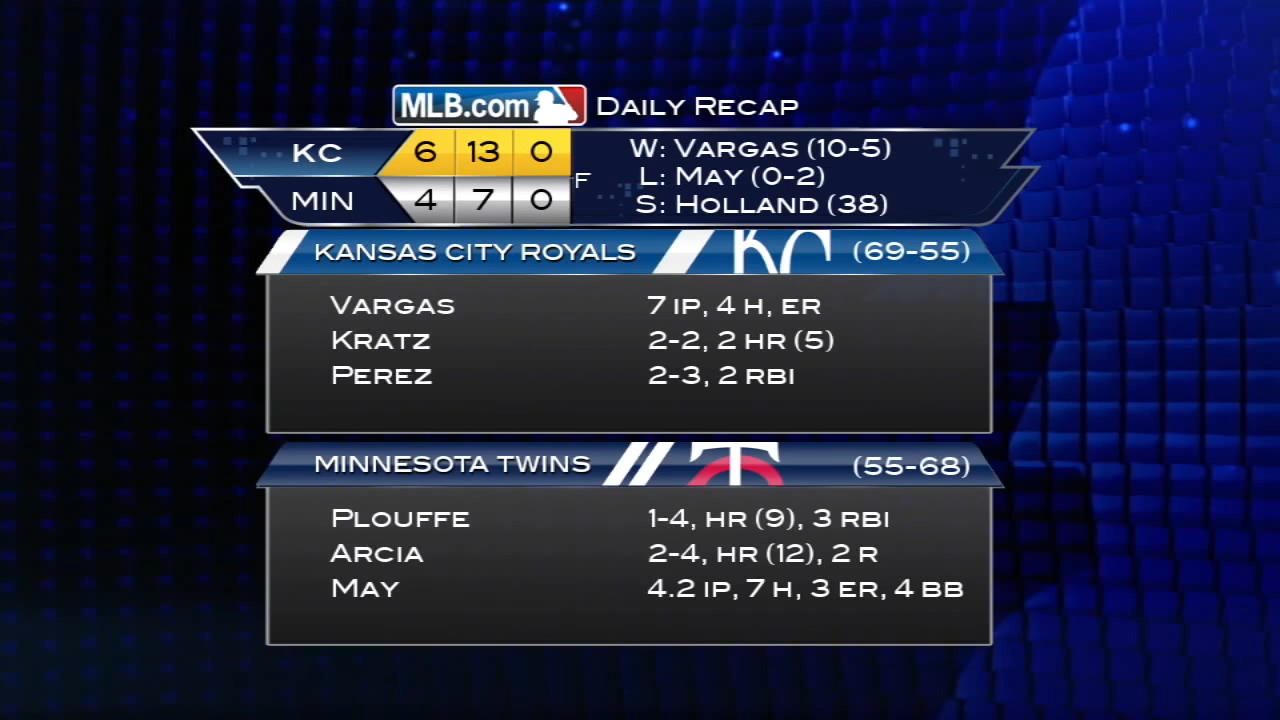 MLB.com DAILY RECAP
KC 6 13 0
MIN 4 7 0
F
W: VARGAS (10-5)
L: MAY (0-2)
S: HOLLAND (38)
KANSAS CITY ROYALS KC (69-55)
VARGAS 7 IP, 4 H, ER
KRATZ 2-2, 2 HR (5)
PEREZ 2-3, 2 RBI
MINNESOTA TWINS T (55-68)
PLOUFFE 1-4, HR (9), 3 RBI
ARCIA 2-4, HR (12), 2 R
MAY 4.2 IP, 7 H, 3 ER, 4 BB